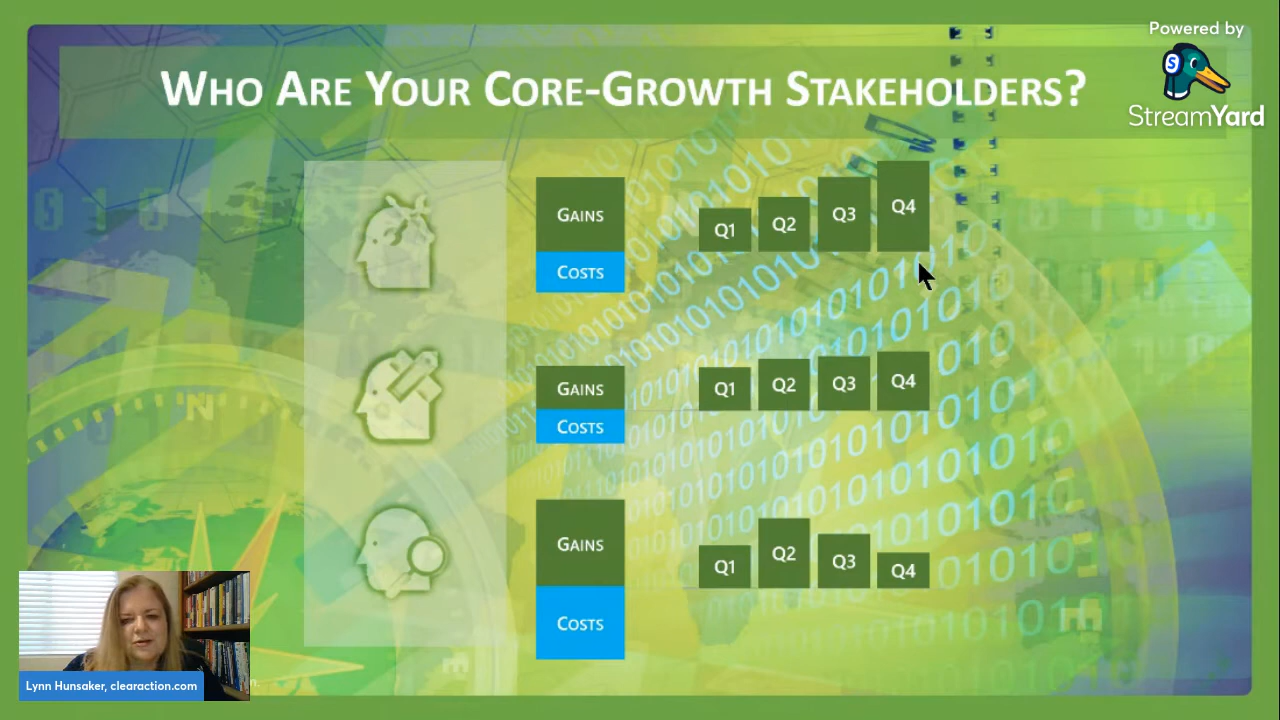 Powered by
StreamYard
WHO ARE YOUR CORE-GROWTH STAKEHOLDERS?
GAINS
COSTS
Q1 Q2 Q3 Q4
GAINS
COSTS
Q1 Q2 Q3 Q4
GAINS
COSTS
Q1 Q2 Q3 Q4
N
E
Lynn Hunsaker, clearaction.com